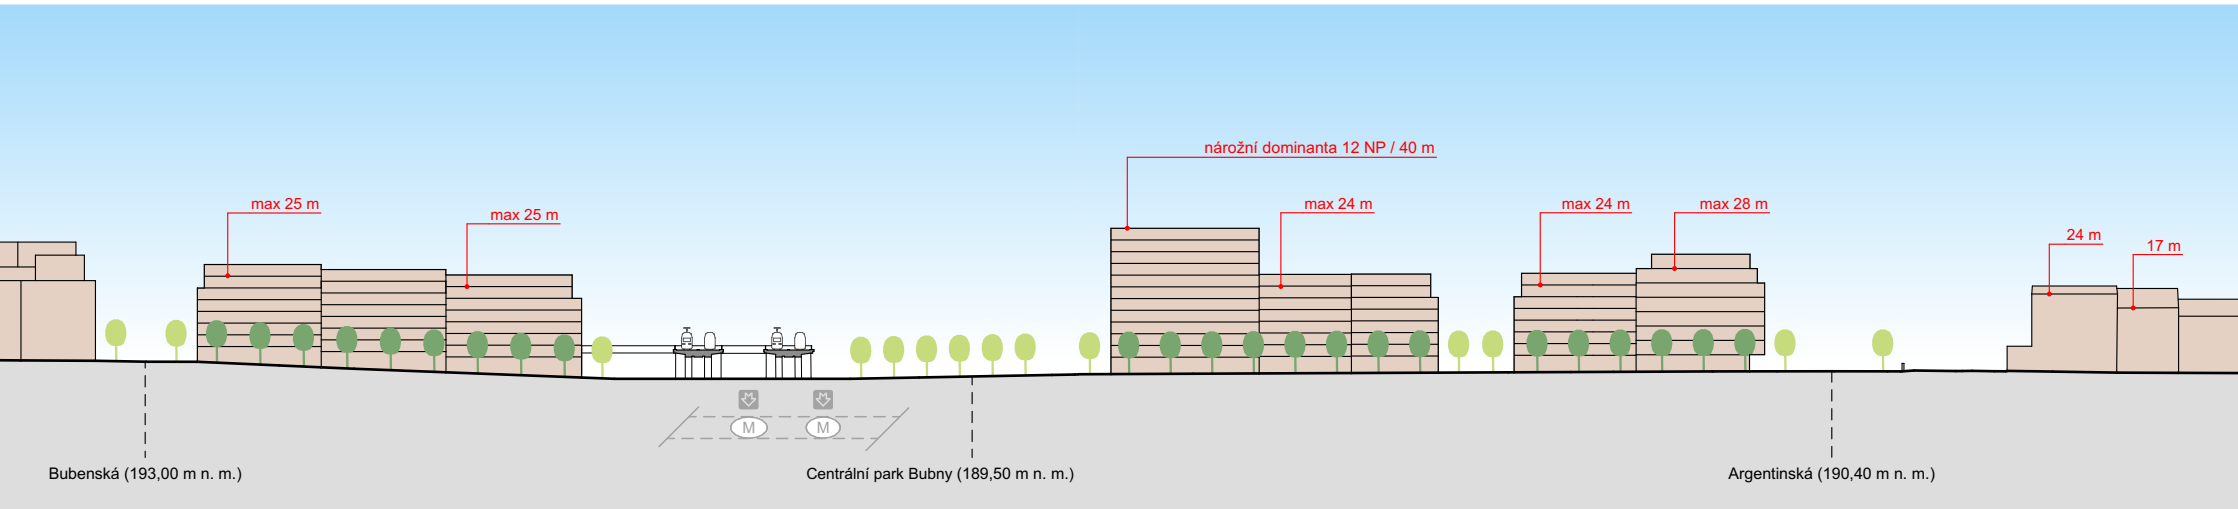 nárožní dominanta 12 NP / 40 m
max 25 m
max 25 m
max 24 m
max 24 m
max 28 m
24 m
17 m
M
M
Bubenská (193,00 m n. m.)
Centrální park Bubny (189,50 m n. m.)
Argentinská (190,40 m n. m.)